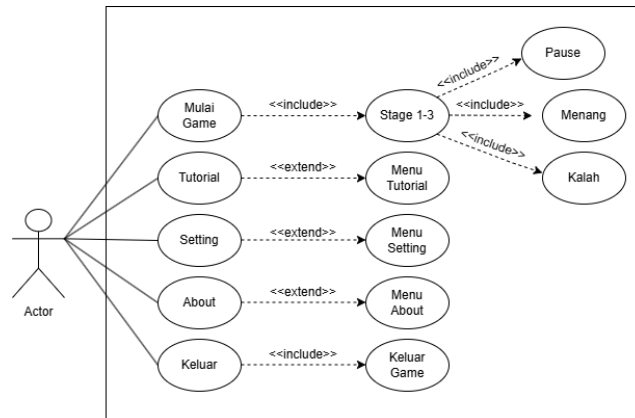 Pause
<<include>>
Mulai
Game
<<include>>
Stage 1-3
<<include>>
Menang
<<include>>
Kalah
Tutorial
<<extend>>
Menu
Tutorial
Setting
<<extend>>
Menu
Setting
Actor
About
<<extend>>
Menu
About
Keluar
<<include>>
Keluar
Game